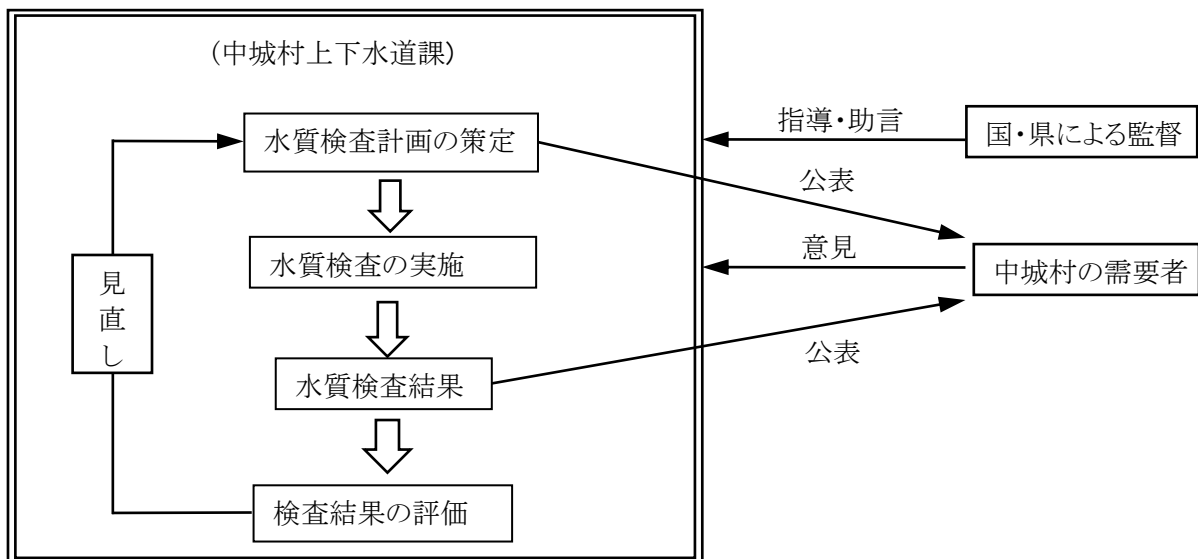 (中城村上下水道課)
水質検査計画の策定
指導・助言
国・県による監督
公表
水質検査の実施
意見
中城村の需要者
見直し
公表
水質検査結果
検査結果の評価